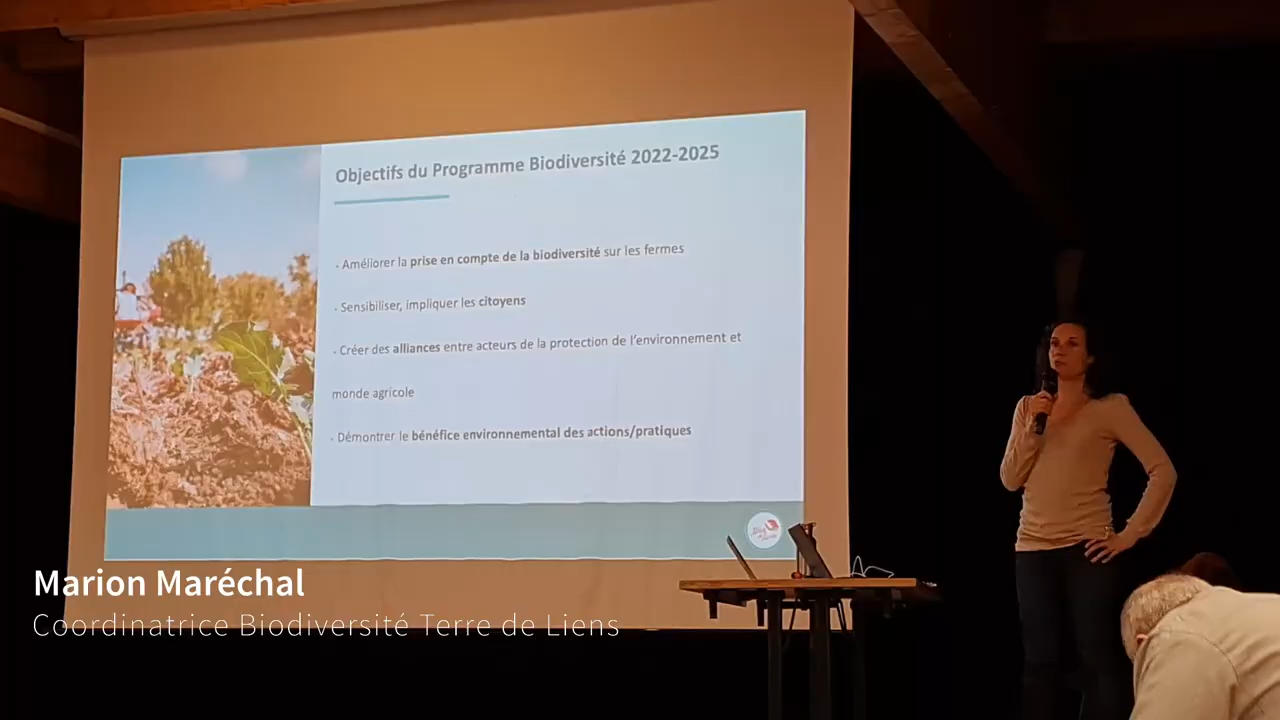 Objectifs du Programme Biodiversité 2022-2025
- Améliorer la prise en compte de la biodiversité sur les fermes
- Sensibiliser, impliquer les citoyens
- Créer des alliances entre acteurs de la protection de l'environnement et
monde agricole
- Démontrer le bénéfice environnemental des actions/pratiques
Marion Maréchal
Coordinatrice Biodiversité Terre de Liens